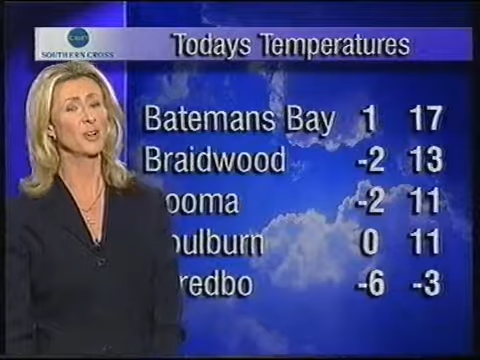 SOUTHERN CROSS
Todays Temperatures
Batemans Bay 1 17
Braidwood -2 13
ooma -2 11
oulburn 0 11
redbo -6 -3